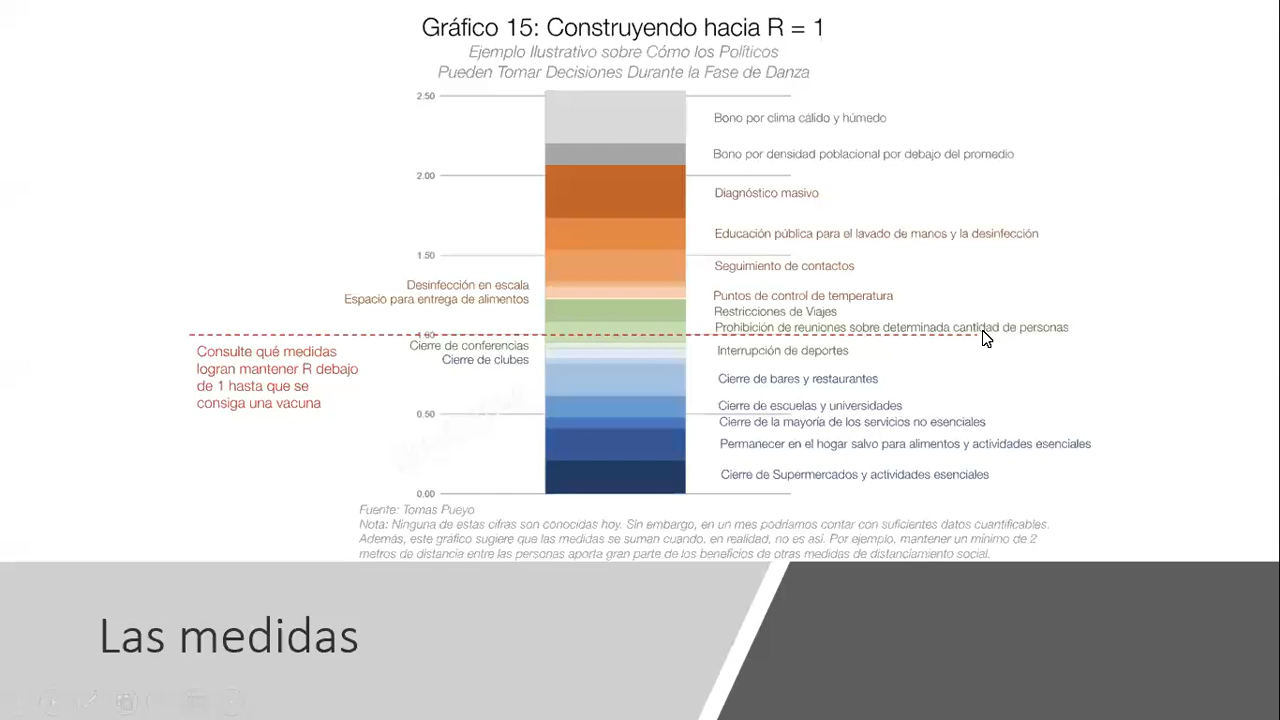 Gráfico 15: Construyendo hacia R = 1
Ejemplo Ilustrativo sobre Cómo los Políticos
Pueden Tomar Decisiones Durante la Fase de Danza
2.50
Bono por clima cálido y húmedo
Bono por densidad poblacional por debajo del promedio
2.00
Diagnóstico masivo
Educación pública para el lavado de manos y la desinfección
1.50
Seguimiento de contactos
Desinfección en escala
Espacio para entrega de alimentos
Puntos de control de temperatura
Restricciones de Viajes
Prohibición de reuniones sobre determinada cantidad de personas
1.00
Cierre de conferencias
Cierre de clubes
Interrupción de deportes
Consulte qué medidas
logran mantener R debajo
de 1 hasta que se
consiga una vacuna
Cierre de bares y restaurantes
Cierre de escuelas y universidades
0.50
Cierre de la mayoría de los servicios no esenciales
Permanecer en el hogar salvo para alimentos y actividades esenciales
Cierre de Supermercados y actividades esenciales
0.00
Fuente: Tomas Pueyo
Nota: Ninguna de estas cifras son conocidas hoy. Sin embargo, en un mes podríamos contar con suficientes datos cuantificables.
Además, este gráfico sugiere que las medidas se suman cuando, en realidad, no es así. Por ejemplo, mantener un mínimo de 2
metros de distancia entre las personas aporta gran parte de los beneficios de otras medidas de distanciamiento social.
Las medidas